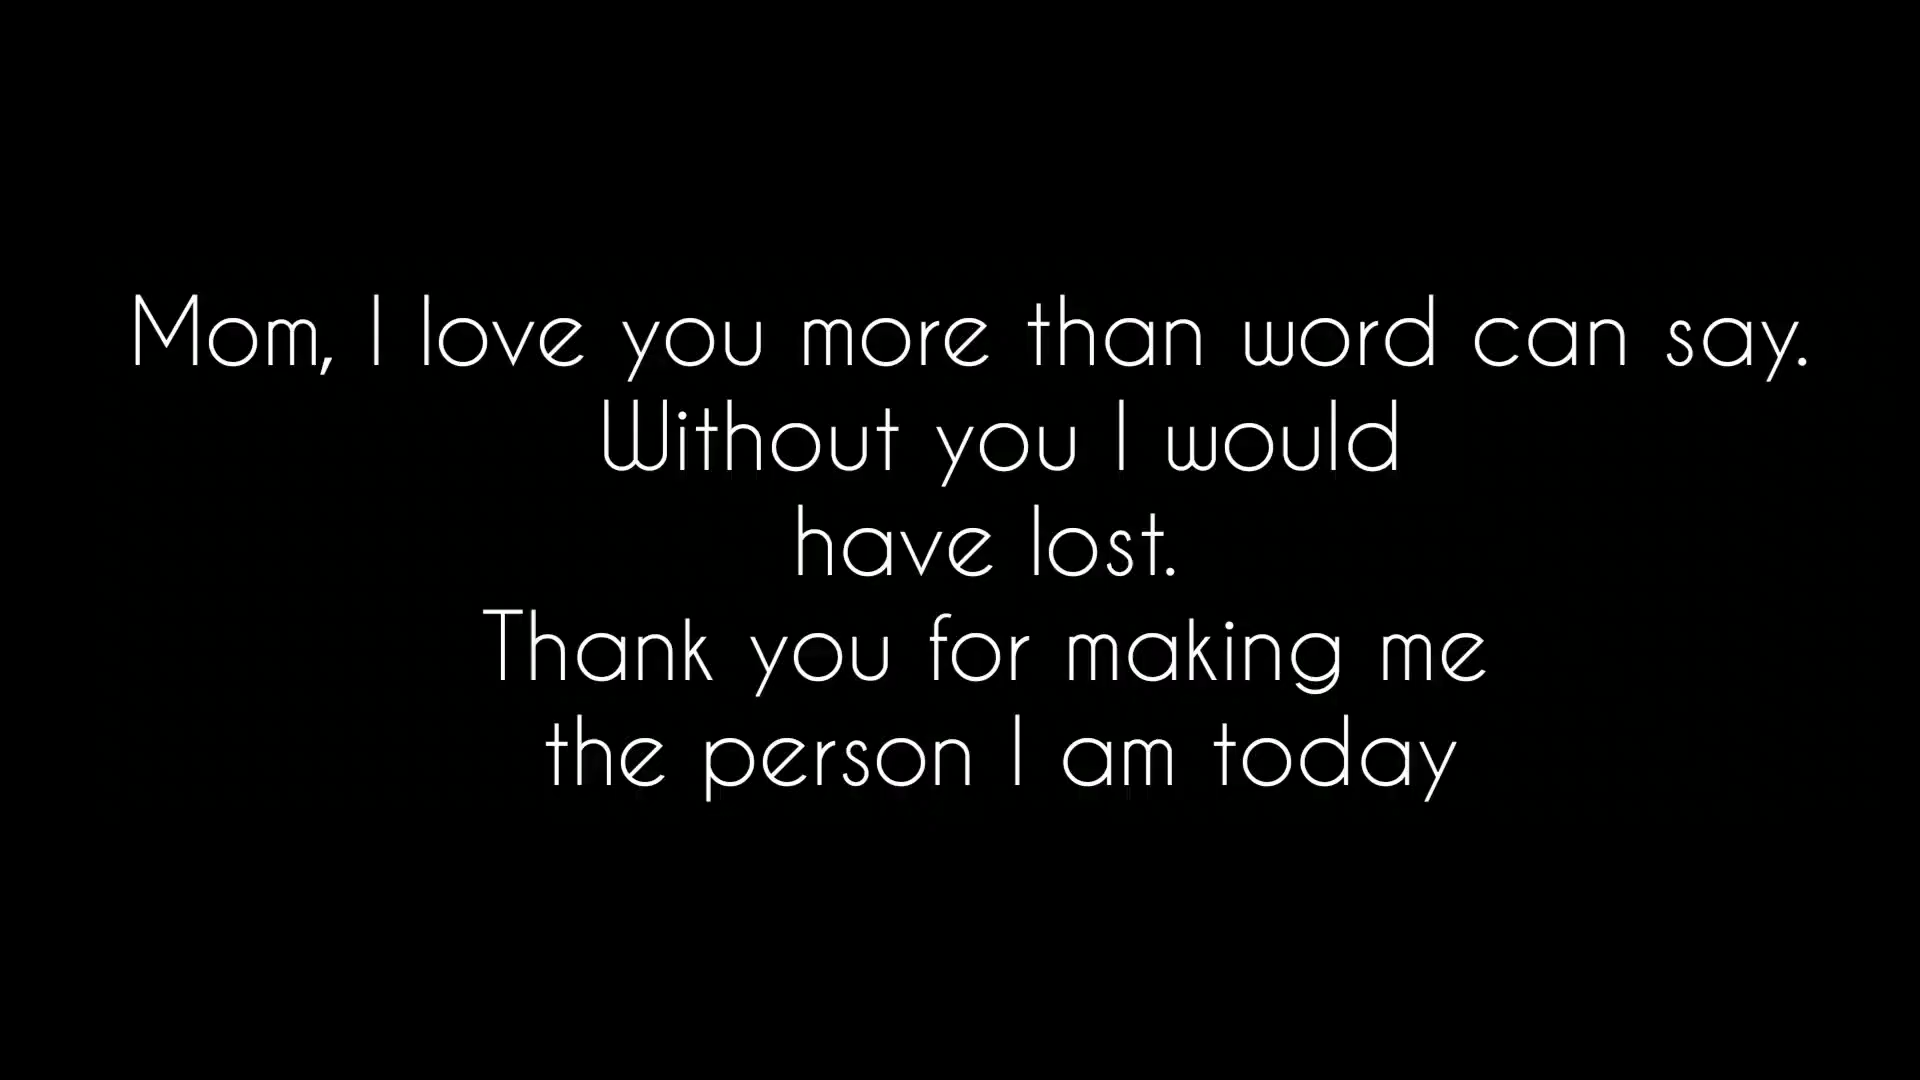 Mom, I love you more than word can say.
Without you I would
have lost.
Thank you for making me
the person I am today